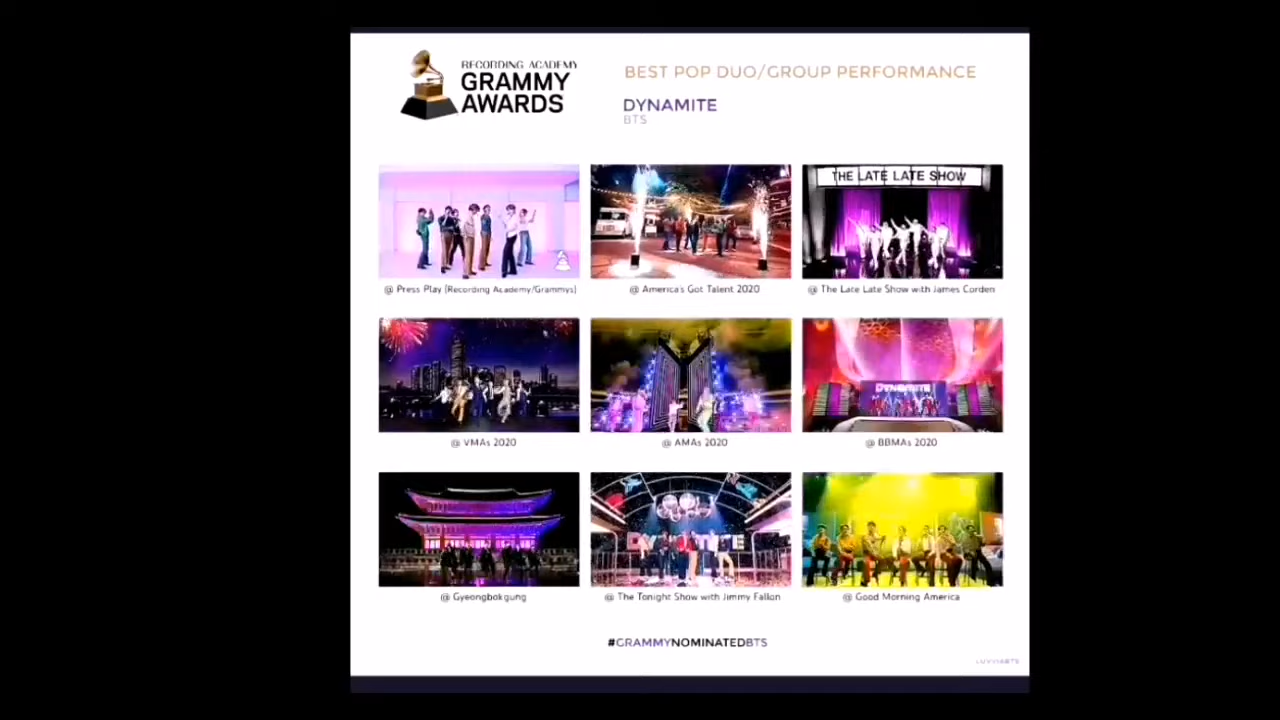 RECORDING ACADEMY
GRAMMY
AWARDS
BEST POP DUO/GROUP PERFORMANCE
DYNAMITE
BTS
THE LATE LATE SHOW
@ Press Play (Recording Academy/Grammys)
@ America's Got Talent 2020
@ The Late Late Show with James Corden
DYNAMITE
@ VMAs 2020
@ AMAs 2020
@ BBMAs 2020
DYNAMITE
@ Gyeongbokgung
@ The Tonight Show with Jimmy Fallon
@ Good Morning America
#GRAMMYNOMINATEDBTS